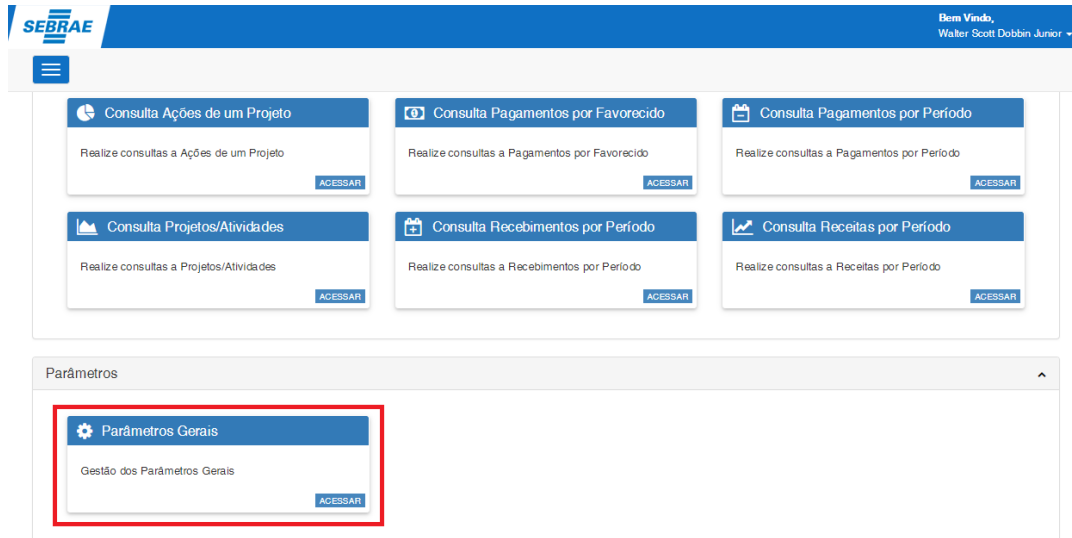 SEBRAE
Bem Vindo,
Walter Scott Dobbin Junior
Consulta Ações de um Projeto
Realize consultas a Ações de um Projeto
ACESSAR
Consulta Pagamentos por Favorecido
Realize consultas a Pagamentos por Favorecido
ACESSAR
Consulta Pagamentos por Período
Realize consultas a Pagamentos por Período
ACESSAR
Consulta Projetos/Atividades
Realize consultas a Projetos/Atividades
ACESSAR
Consulta Recebimentos por Período
Realize consultas a Recebimentos por Período
ACESSAR
Consulta Receitas por Período
Realize consultas a Receitas por Período
ACESSAR
Parâmetros
Parâmetros Gerais
Gestão dos Parâmetros Gerais
ACESSAR